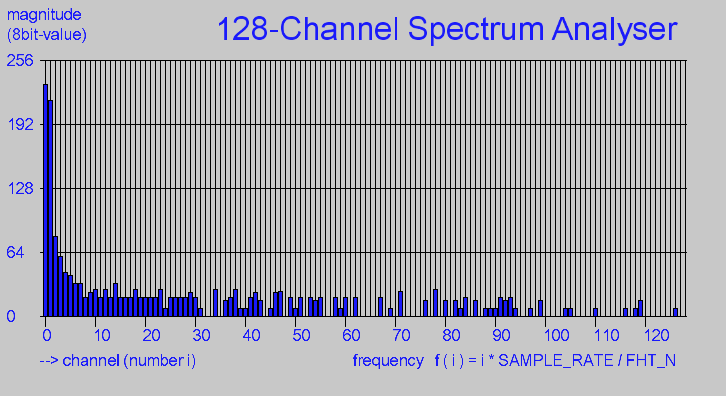 magnitude
(8bit-value)
128-Channel Spectrum Analyser
256
192
128
64
0
0 10 20 30 40 50 60 70 80 90 100 110 120
--> channel (number i)
frequency f ( i ) = i * SAMPLE_RATE / FHT_N